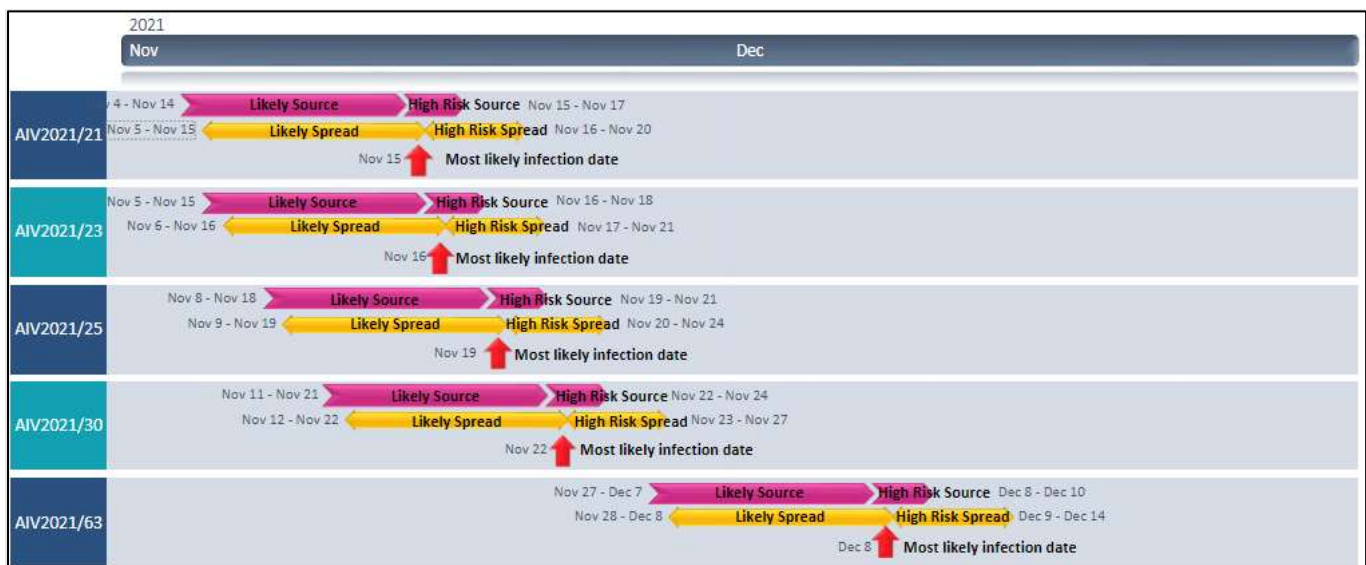 2021
Nov Dec
AIV2021/21
4 - Nov 14 Likely Source High Risk Source Nov 15 - Nov 17
Nov 5 - Nov 15 Likely Spread High Risk Spread Nov 16 - Nov 20
Nov 15 Most likely infection date
AIV2021/23
Nov 5 - Nov 15 Likely Source High Risk Source Nov 16 - Nov 18
Nov 6 - Nov 16 Likely Spread High Risk Spread Nov 17 - Nov 21
Nov 16 Most likely infection date
AIV2021/25
Nov 8 - Nov 18 Likely Source High Risk Source Nov 19 - Nov 21
Nov 9 - Nov 19 Likely Spread High Risk Spread Nov 20 - Nov 24
Nov 19 Most likely infection date
AIV2021/30
Nov 11 - Nov 21 Likely Source High Risk Source Nov 22 - Nov 24
Nov 12 - Nov 22 Likely Spread High Risk Spread Nov 23 - Nov 27
Nov 22 Most likely infection date
AIV2021/63
Nov 27 - Dec 7 Likely Source High Risk Source Dec 8 - Dec 10
Nov 28 - Dec 8 Likely Spread High Risk Spread Dec 9 - Dec 14
Dec 8 Most likely infection date